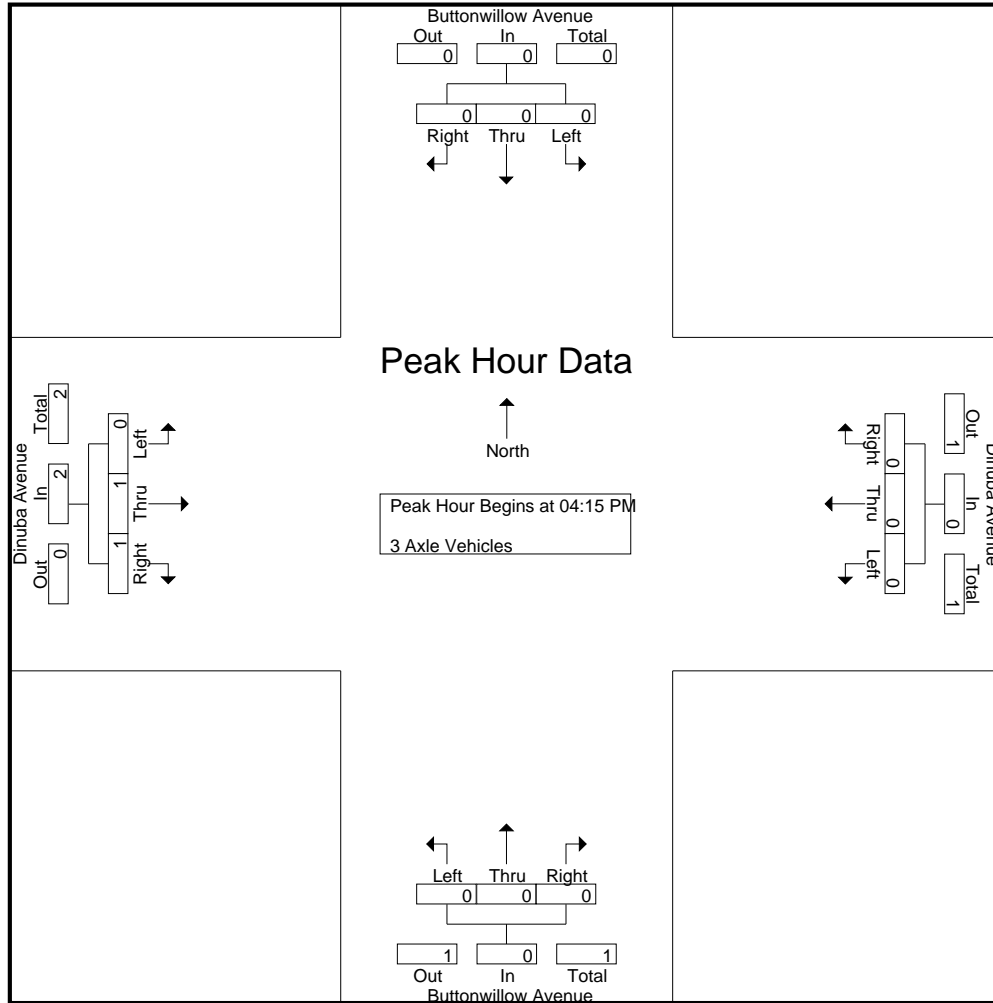 Buttonwillow Avenue
Out In Total
0 0 0
0 0 0
Right Thru Left
Peak Hour Data
North
Peak Hour Begins at 04:15 PM
3 Axle Vehicles
Dinuba Avenue
Out In Total
0 2 2
0 1 1
Left Thru Right
Dinuba Avenue
Out In Total
1 0 1
0 0 0
Right Thru Left
Left Thru Right
0 0 0
1 0 1
Out In Total
Buttonwillow Avenue